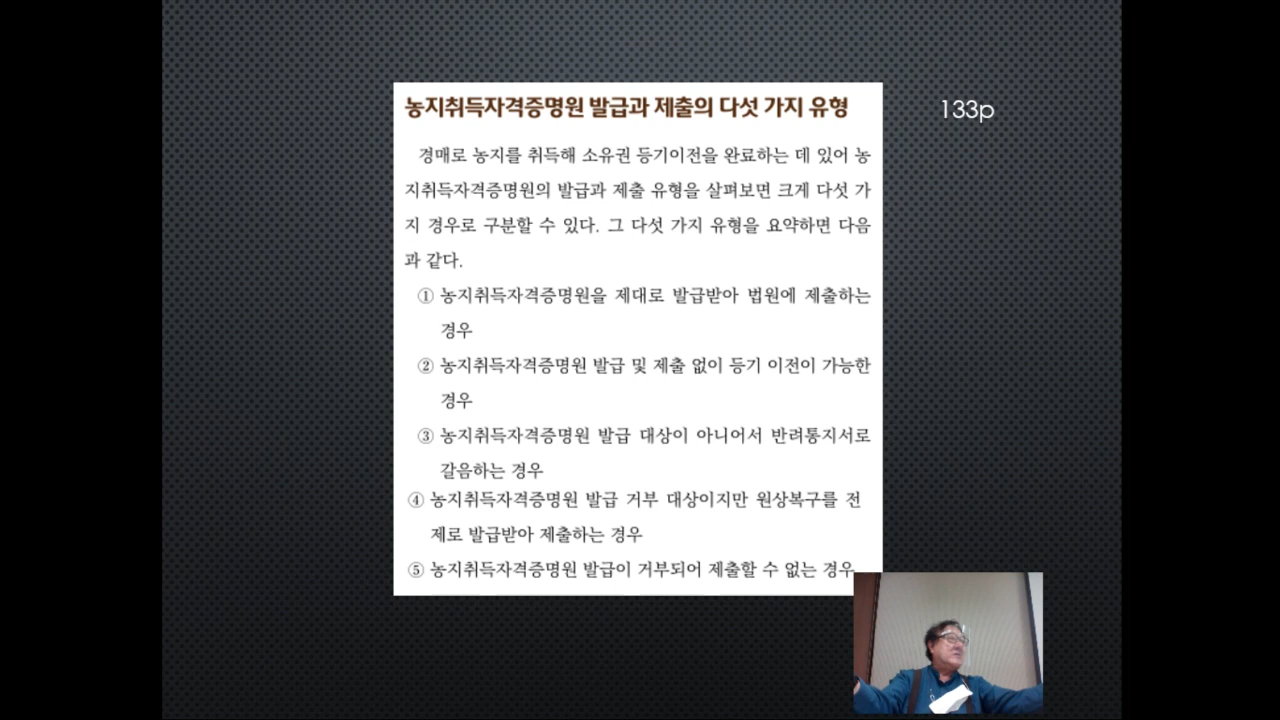 농지취득자격증명원 발급과 제출의 다섯 가지 유형
133p
경매로 농지를 취득해 소유권 등기이전을 완료하는 데 있어 농
지취득자격증명원의 발급과 제출 유형을 살펴보면 크게 다섯 가
지 경우로 구분할 수 있다. 그 다섯 가지 유형을 요약하면 다음
과 같다.
① 농지취득자격증명원을 제대로 발급받아 법원에 제출하는
경우
② 농지취득자격증명원 발급 및 제출 없이 등기 이전이 가능한
경우
③ 농지취득자격증명원 발급 대상이 아니어서 반려통지서로
갈음하는 경우
④ 농지취득자격증명원 발급 거부 대상이지만 원상복구를 전
제로 발급받아 제출하는 경우
⑤ 농지취득자격증명원 발급이 거부되어 제출할 수 없는 경우